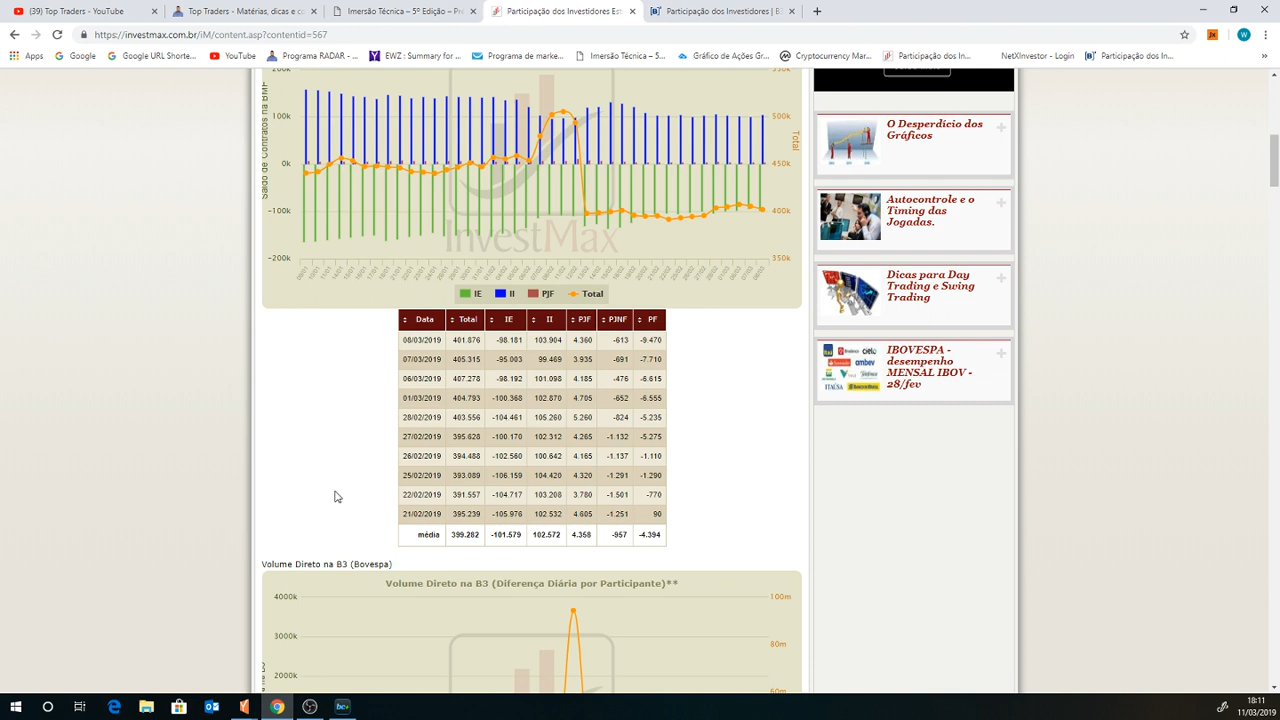 (39) Top Traders - YouTube
Top Traders - Matérias, dicas e co
Imersão Técnica – 5º Edição – Pr
Participação dos Investidores Est
Participação dos Investidores | B3
https://investmax.com.br/iM/content.asp?contentid=567
W
Apps
Google
Google URL Shorte...
YouTube
Programa RADAR - ...
EWZ : Summary for ...
Programa de marke...
Imersão Técnica – 5...
Gráfico de Ações Gr...
Cryptocurrency Mar...
Participação dos In...
NetXInvestor - Login
Participação dos In...
100k
0k
-100k
-200k
500k
450k
400k
350k
Total
InvestMax
IE II PJF Total
Data Total IE II PJF PJNF PF
08/03/2019 401.876 -98.181 103.904 4.360 -613 -9.470
07/03/2019 405.315 -95.003 99.469 3.935 -691 -7.710
06/03/2019 407.278 -98.192 101.098 4.185 -476 -6.615
01/03/2019 404.793 -100.368 102.870 4.705 -652 -6.555
28/02/2019 403.556 -104.461 105.260 5.260 -824 -5.235
27/02/2019 395.628 -100.170 102.312 4.265 -1.132 -5.275
26/02/2019 394.488 -102.560 100.642 4.165 -1.137 -1.110
25/02/2019 393.089 -106.159 104.420 4.320 -1.291 -1.290
22/02/2019 391.557 -104.717 103.208 3.780 -1.501 -770
21/02/2019 395.239 -105.976 102.532 4.605 -1.251 90
média 399.282 -101.579 102.572 4.358 -957 -4.394
Volume Direto na B3 (Bovespa)
Volume Direto na B3 (Diferença Diária por Participante)**
4000k
3000k
2000k
100m
80m
O Desperdício dos
Gráficos
Autocontrole e o
Timing das
Jogadas.
Dicas para Day
Trading e Swing
Trading
IBOVESPA -
desempenho
MENSAL IBOV -
28/fev
18:11
11/03/2019